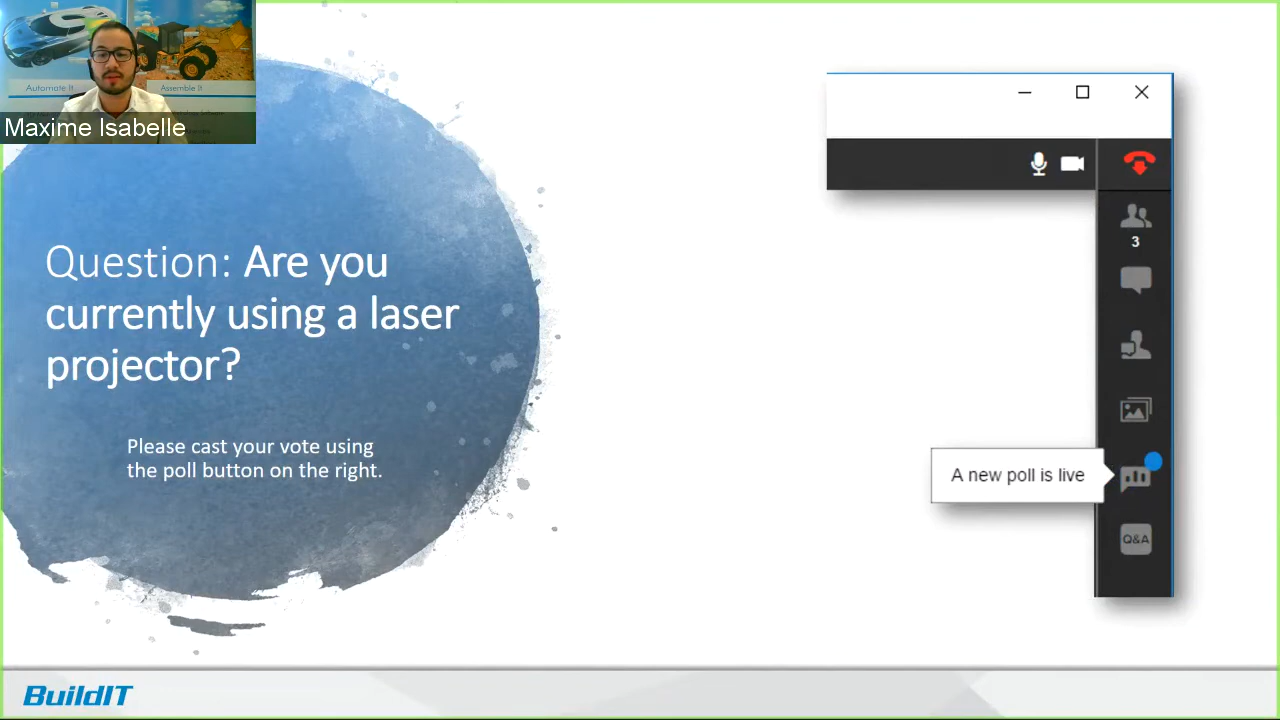 Automate It
Assemble It
Maxime Isabelle
Question: Are you
currently using a laser
projector?
Please cast your vote using
the poll button on the right.
3
A new poll is live
Q&A
BuildIT